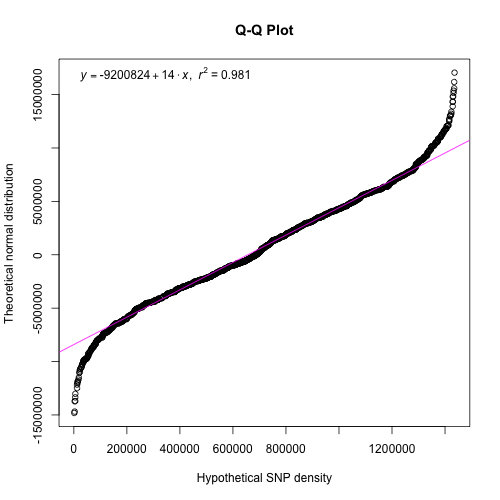 Q-Q Plot
y = -9200824 + 14 · x, r² = 0.981
Theoretical normal distribution
15000000
5000000
0
-5000000
-15000000
0 200000 400000 600000 800000 1200000
Hypothetical SNP density